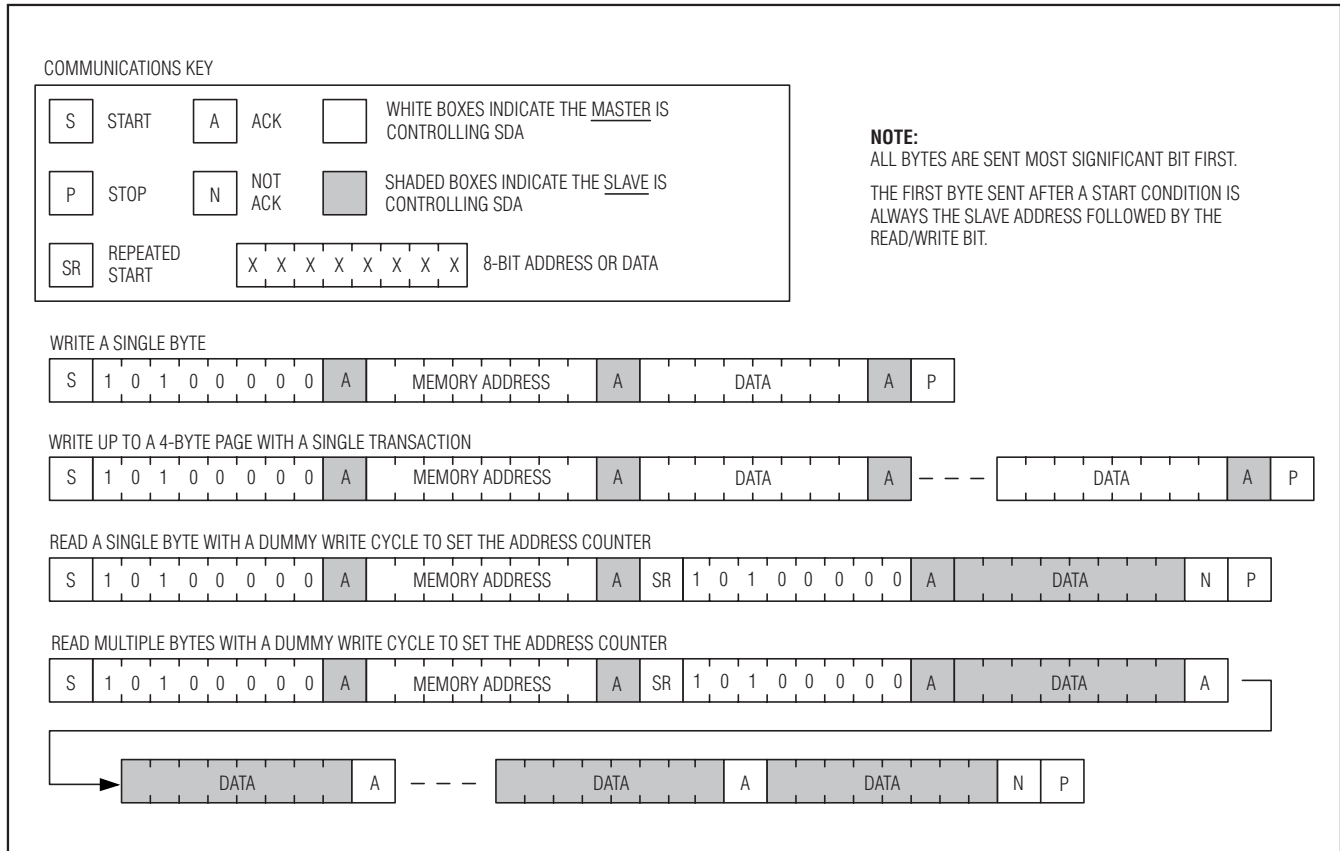 COMMUNICATIONS KEY
S START A ACK WHITE BOXES INDICATE THE MASTER IS
CONTROLLING SDA
P STOP N NOT
ACK SHADED BOXES INDICATE THE SLAVE IS
CONTROLLING SDA
SR REPEATED
START X X X X X X X X 8-BIT ADDRESS OR DATA
NOTE:
ALL BYTES ARE SENT MOST SIGNIFICANT BIT FIRST.
THE FIRST BYTE SENT AFTER A START CONDITION IS
ALWAYS THE SLAVE ADDRESS FOLLOWED BY THE
READ/WRITE BIT.
WRITE A SINGLE BYTE
S 1 0 1 0 0 0 0 0 A MEMORY ADDRESS A DATA A P
WRITE UP TO A 4-BYTE PAGE WITH A SINGLE TRANSACTION
S 1 0 1 0 0 0 0 0 A MEMORY ADDRESS A DATA A DATA A P
READ A SINGLE BYTE WITH A DUMMY WRITE CYCLE TO SET THE ADDRESS COUNTER
S 1 0 1 0 0 0 0 0 A MEMORY ADDRESS A SR 1 0 1 0 0 0 0 0 A DATA N P
READ MULTIPLE BYTES WITH A DUMMY WRITE CYCLE TO SET THE ADDRESS COUNTER
S 1 0 1 0 0 0 0 0 A MEMORY ADDRESS A SR 1 0 1 0 0 0 0 0 A DATA A
DATA A DATA A DATA N P